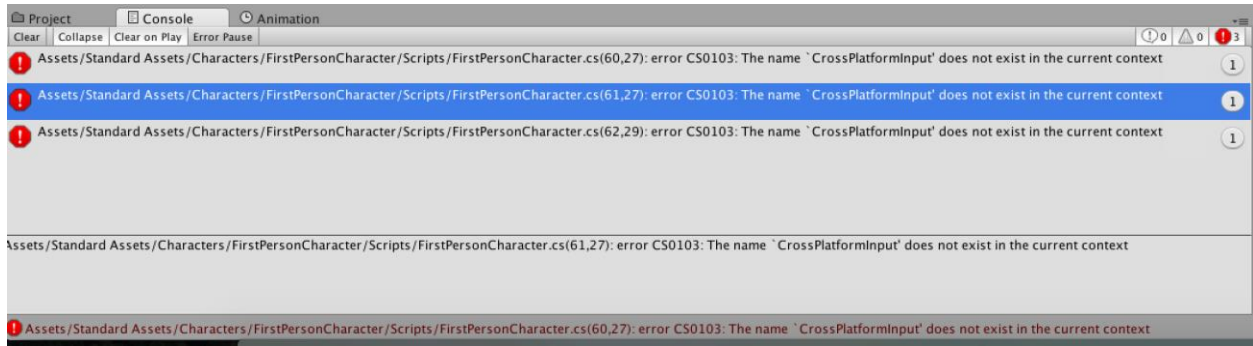 Project Console Animation
Clear Collapse Clear on Play Error Pause 0 0 3
Assets/Standard Assets/Characters/FirstPersonCharacter/Scripts/FirstPersonCharacter.cs(60,27): error CS0103: The name `CrossPlatformInput' does not exist in the current context 1
Assets/Standard Assets/Characters/FirstPersonCharacter/Scripts/FirstPersonCharacter.cs(61,27): error CS0103: The name `CrossPlatformInput' does not exist in the current context 1
Assets/Standard Assets/Characters/FirstPersonCharacter/Scripts/FirstPersonCharacter.cs(62,29): error CS0103: The name `CrossPlatformInput' does not exist in the current context 1
Assets/Standard Assets/Characters/FirstPersonCharacter/Scripts/FirstPersonCharacter.cs(61,27): error CS0103: The name `CrossPlatformInput' does not exist in the current context
Assets/Standard Assets/Characters/FirstPersonCharacter/Scripts/FirstPersonCharacter.cs(60,27): error CS0103: The name `CrossPlatformInput' does not exist in the current context